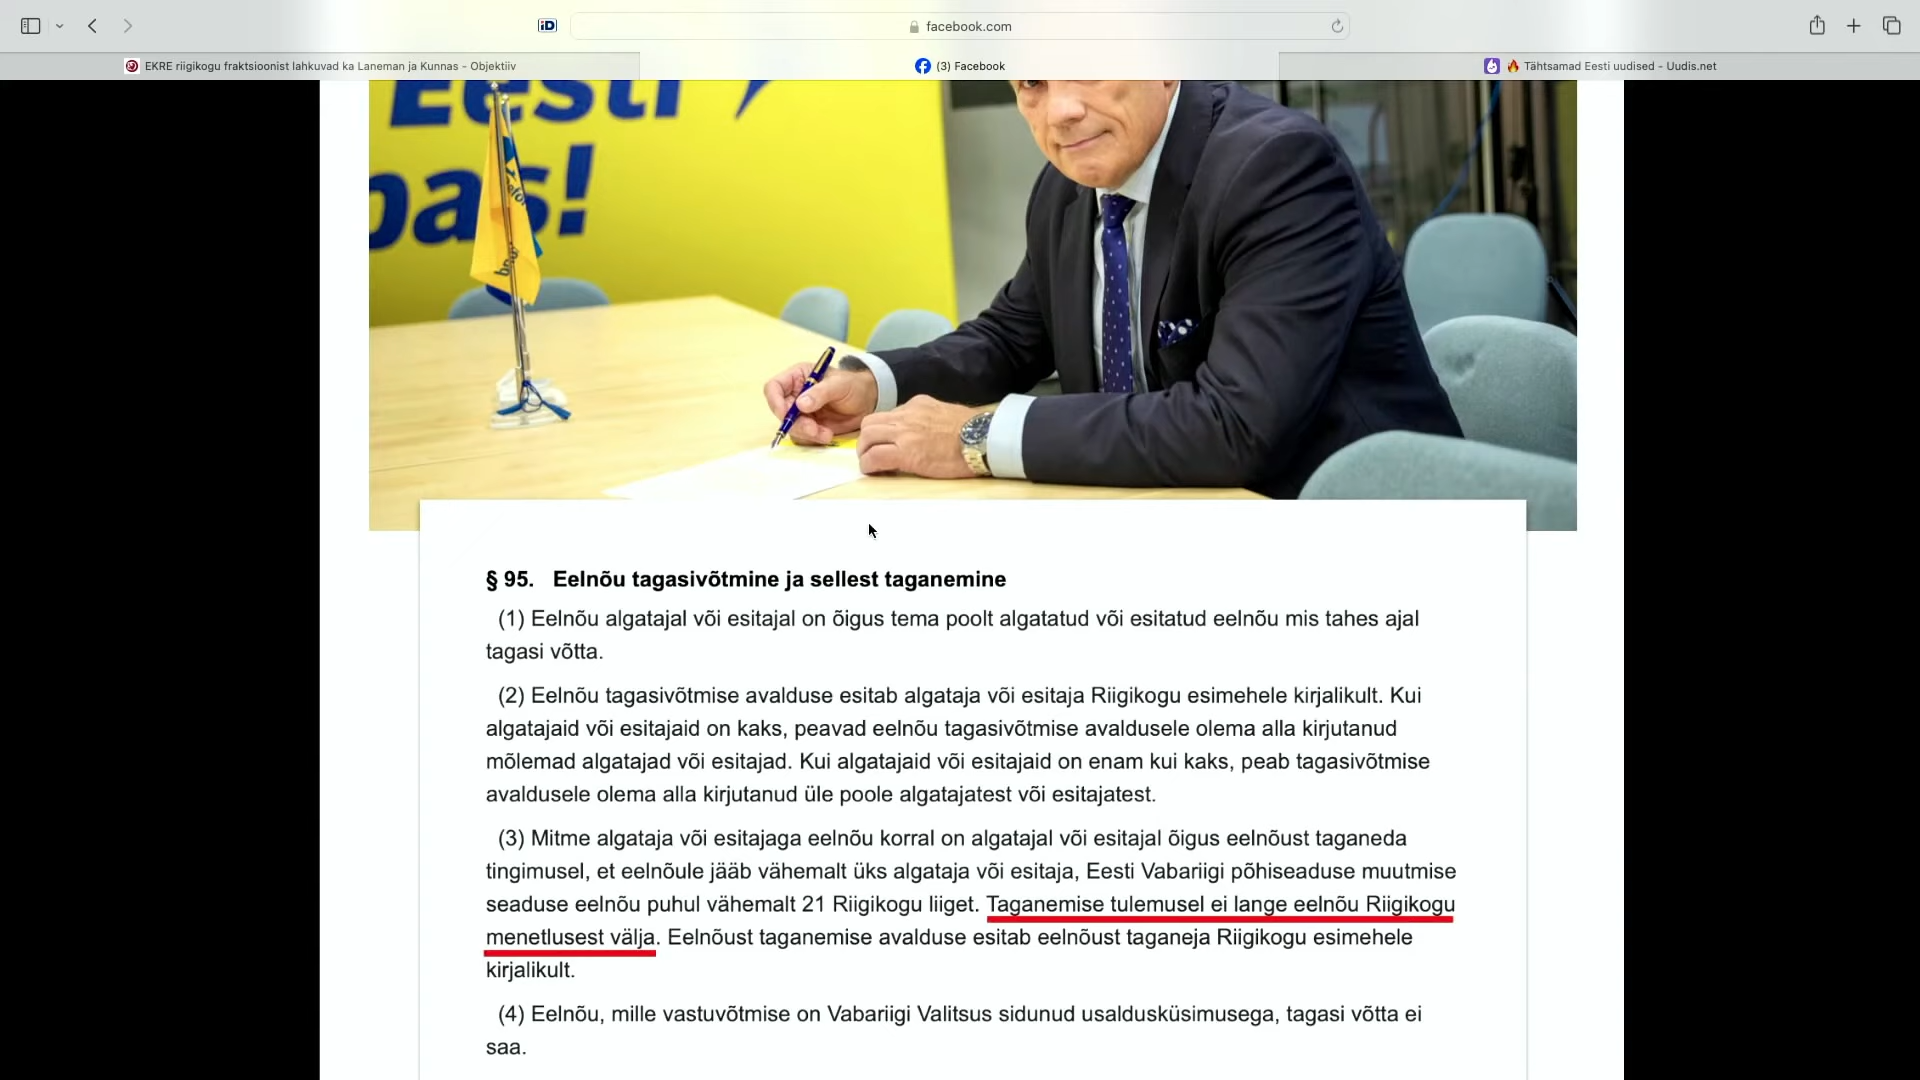 iD
facebook.com
EKRE riigikogu fraktsioonist lahkuvad ka Laneman ja Kunnas - Objektiiv
(3) Facebook
🔥 Tähtsamad Eesti uudised - Uudis.net
Eesti
§ 95. Eelnõu tagasivõtmine ja sellest taganemine
(1) Eelnõu algatajal või esitajal on õigus tema poolt algatatud või esitatud eelnõu mis tahes ajal
tagasi võtta.
(2) Eelnõu tagasivõtmise avalduse esitab algataja või esitaja Riigikogu esimehele kirjalikult. Kui
algatajaid või esitajaid on kaks, peavad eelnõu tagasivõtmise avaldusele olema alla kirjutanud
mõlemad algatajad või esitajad. Kui algatajaid või esitajaid on enam kui kaks, peab tagasivõtmise
avaldusele olema alla kirjutanud üle poole algatajatest või esitajatest.
(3) Mitme algataja või esitajaga eelnõu korral on algatajal või esitajal õigus eelnõust taganeda
tingimusel, et eelnõule jääb vähemalt üks algataja või esitaja, Eesti Vabariigi põhiseaduse muutmise
seaduse eelnõu puhul vähemalt 21 Riigikogu liiget. Taganemise tulemusel ei lange eelnõu Riigikogu
menetlusest välja. Eelnõust taganemise avalduse esitab eelnõust taganeja Riigikogu esimehele
kirjalikult.
(4) Eelnõu, mille vastuvõtmise on Vabariigi Valitsus sidunud usaldusküsimusega, tagasi võtta ei
saa.